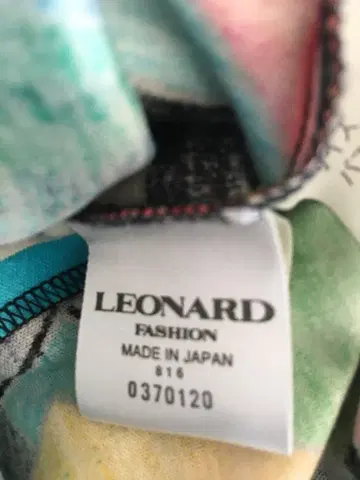 LEONARD
FASHION
MADE IN JAPAN
816
0370120